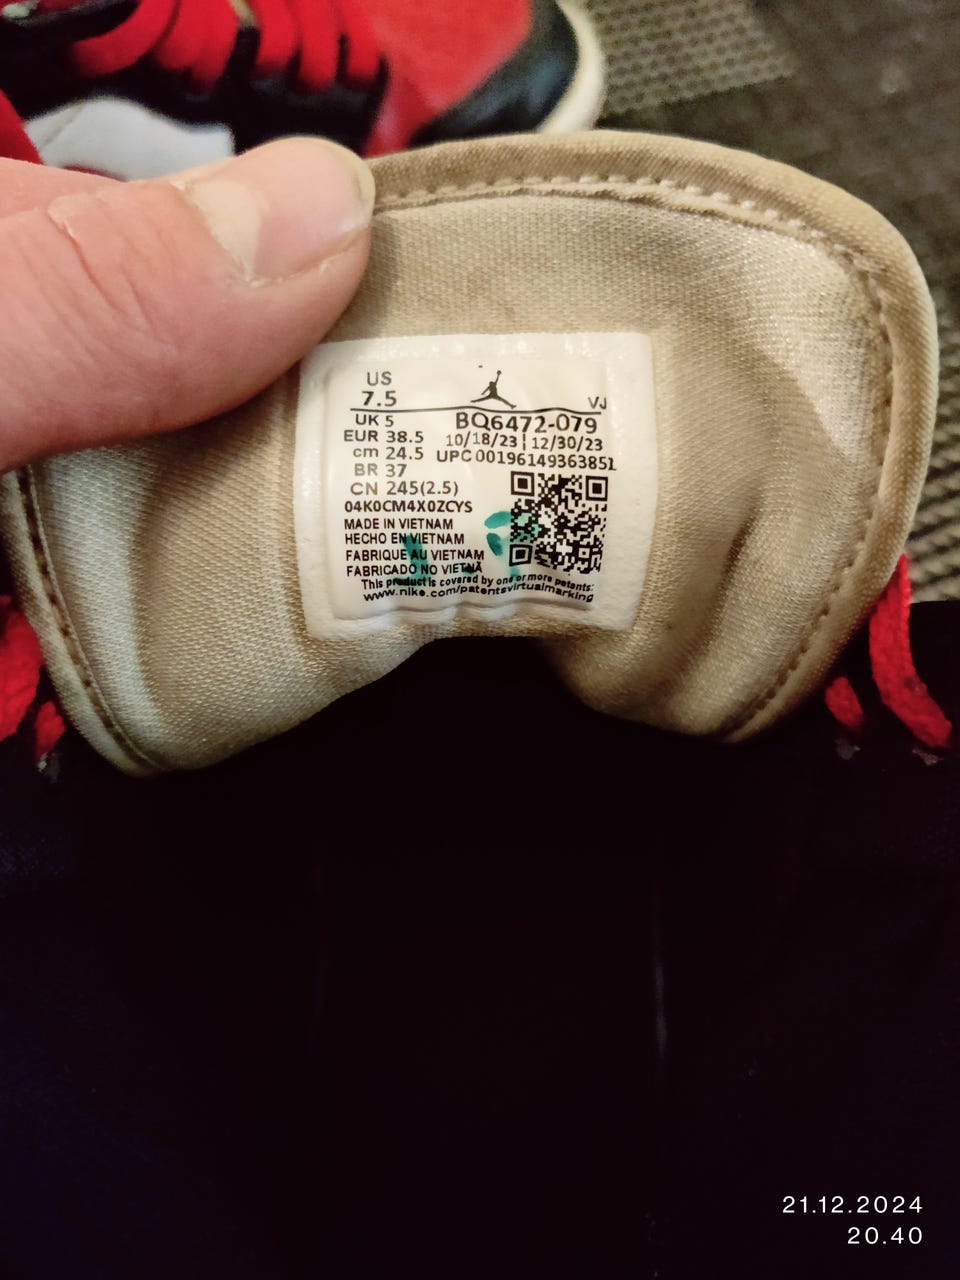 US
7.5
VJ
UK 5
BQ6472-079
EUR 38.5
10/18/23 | 12/30/23
cm 24.5
UPC 00196149363851
BR 37
CN 245(2.5)
04K0CM4X0ZCYS
MADE IN VIETNAM
HECHO EN VIETNAM
FABRIQUE AU VIETNAM
FABRICADO NO VIETNÃ
This product is covered by one or more patents:
www.nike.com/patentsvirtualmarking
21.12.2024
20.40